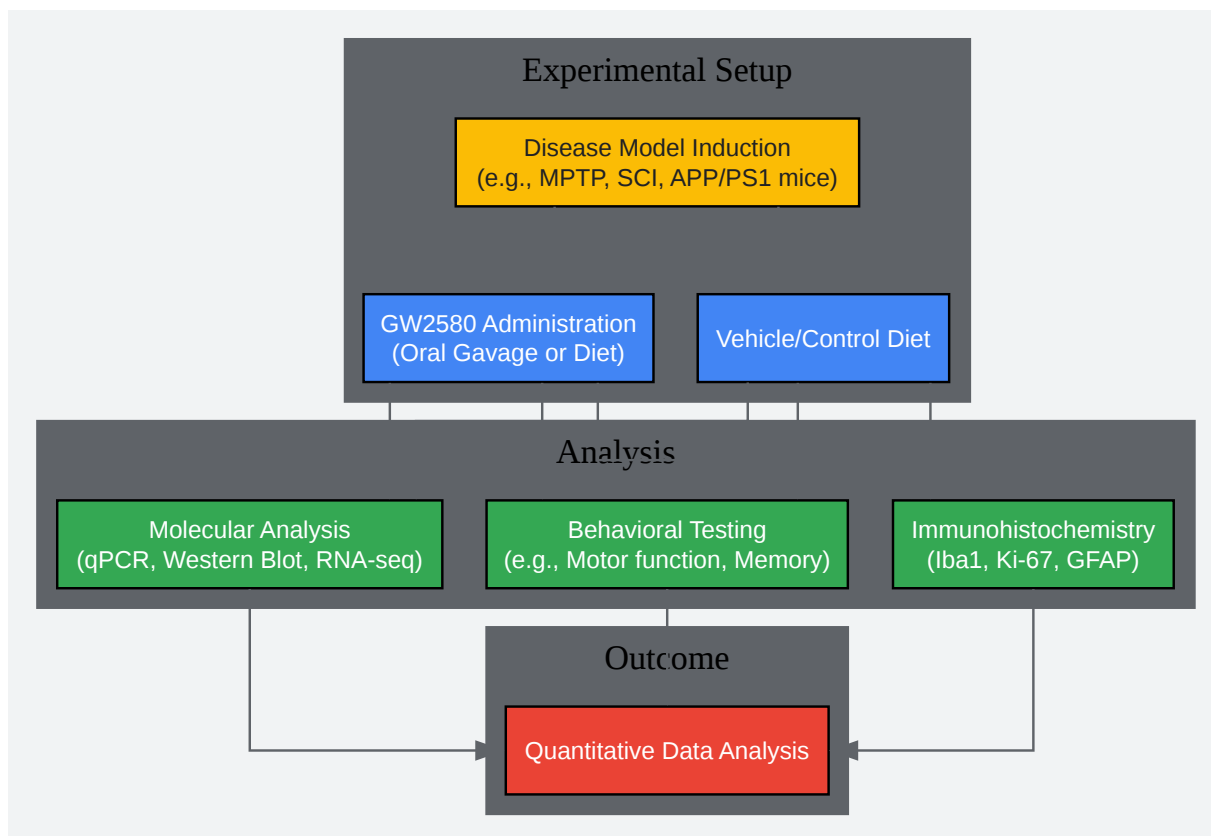 Experimental Setup
Disease Model Induction
(e.g., MPTP, SCI, APP/PS1 mice)
GW2580 Administration
(Oral Gavage or Diet)
Vehicle/Control Diet
Analysis
Molecular Analysis
(qPCR, Western Blot, RNA-seq)
Behavioral Testing
(e.g., Motor function, Memory)
Immunohistochemistry
(Iba1, Ki-67, GFAP)
Outcome
Quantitative Data Analysis